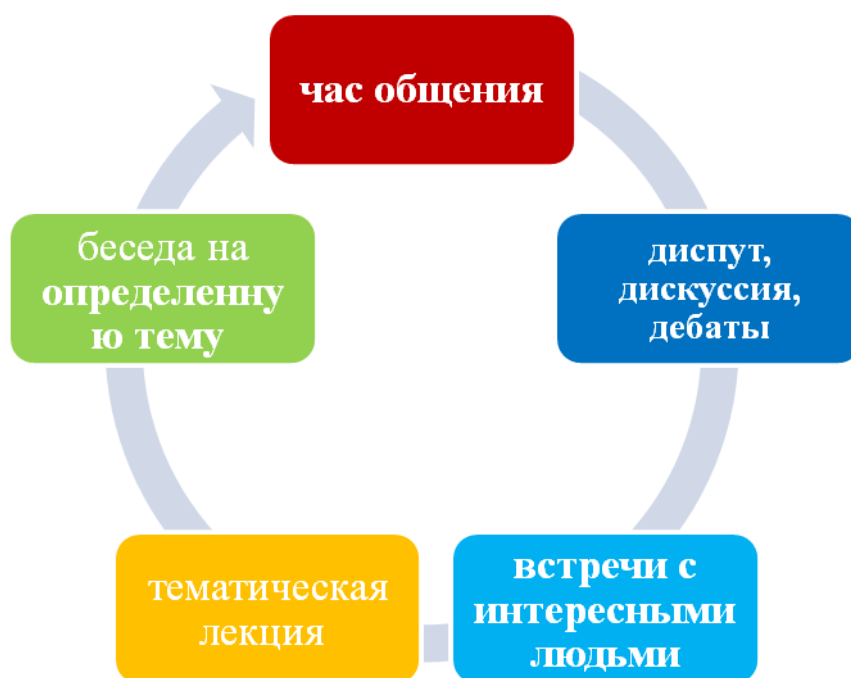 час общения
диспут,
дискуссия,
дебаты
встречи с
интересными
людьми
тематическая
лекция
беседа на
определенну
ю тему